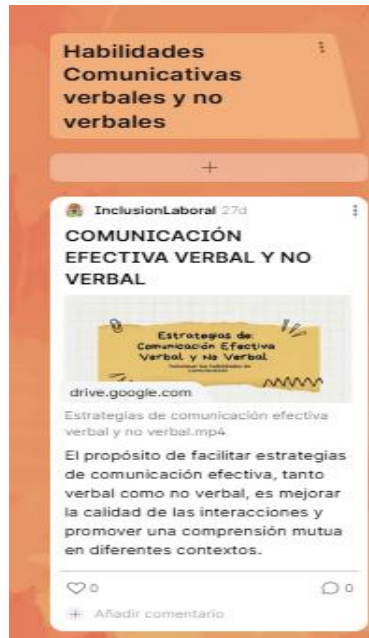 Habilidades
Comunicativas
verbales y no
verbales
+
InclusionLaboral 27d
COMUNICACIÓN
EFECTIVA VERBAL Y NO
VERBAL
Estrategias de:
Comunicación Efectiva
Verbal y No Verbal
drive.google.com
Estrategias de comunicación efectiva
verbal y no verbal.mp4
El propósito de facilitar estrategias
de comunicación efectiva, tanto
verbal como no verbal, es mejorar
la calidad de las interacciones y
promover una comprensión mutua
en diferentes contextos.
0 0
+ Añadir comentario